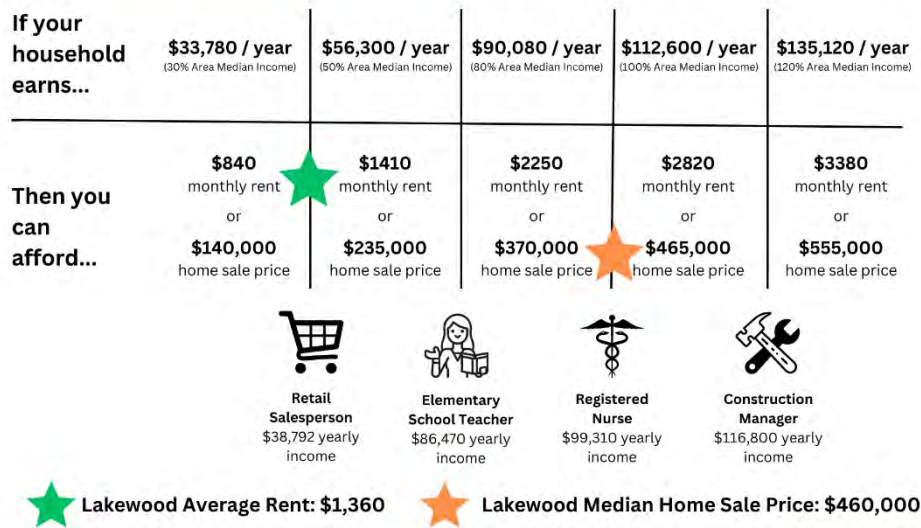 If your
household
earns...
$33,780 / year
(30% Area Median Income)
$56,300 / year
(50% Area Median Income)
$90,080 / year
(80% Area Median Income)
$112,600 / year
(100% Area Median Income)
$135,120 / year
(120% Area Median Income)
Then you
can
afford...
$840
monthly rent
or
$140,000
home sale price
$1410
monthly rent
or
$235,000
home sale price
$2250
monthly rent
or
$370,000
home sale price
$2820
monthly rent
or
$465,000
home sale price
$3380
monthly rent
or
$555,000
home sale price
Retail
Salesperson
$38,792 yearly
income
Elementary
School Teacher
$86,470 yearly
income
Registered
Nurse
$99,310 yearly
income
Construction
Manager
$116,800 yearly
income
Lakewood Average Rent: $1,360
Lakewood Median Home Sale Price: $460,000